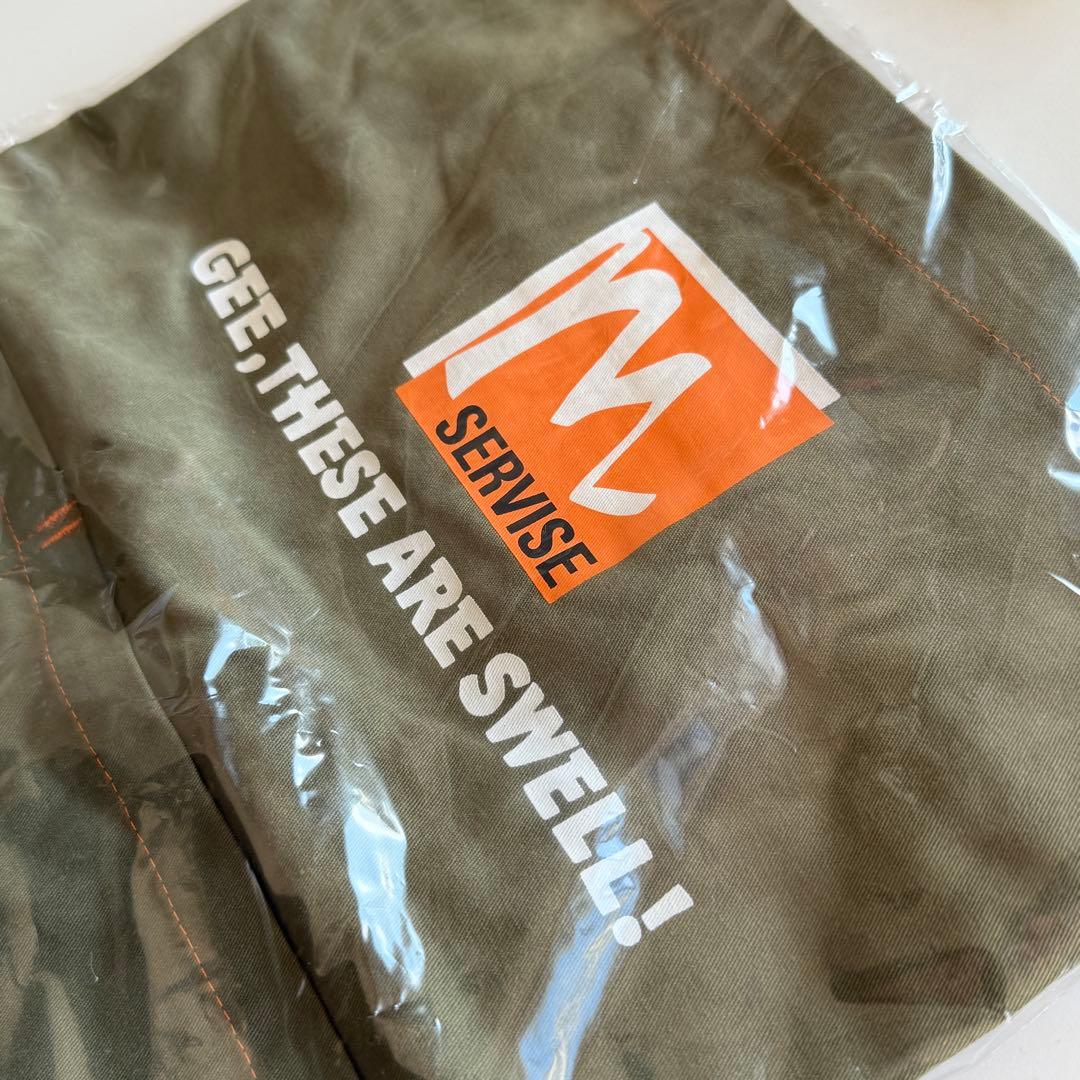 m
SERVISE
GEE, THESE ARE SWELL!